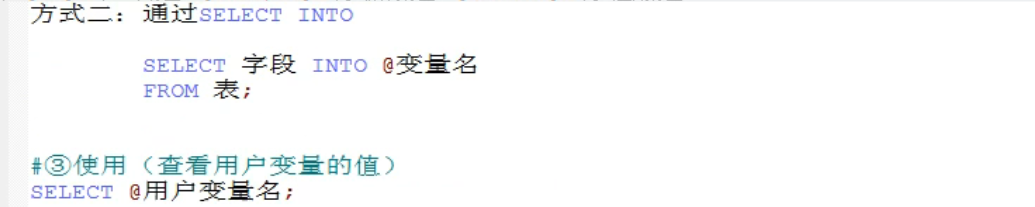 方式二：通过SELECT INTO
SELECT 字段 INTO @变量名
FROM 表;
#③使用（查看用户变量的值）
SELECT @用户变量名;